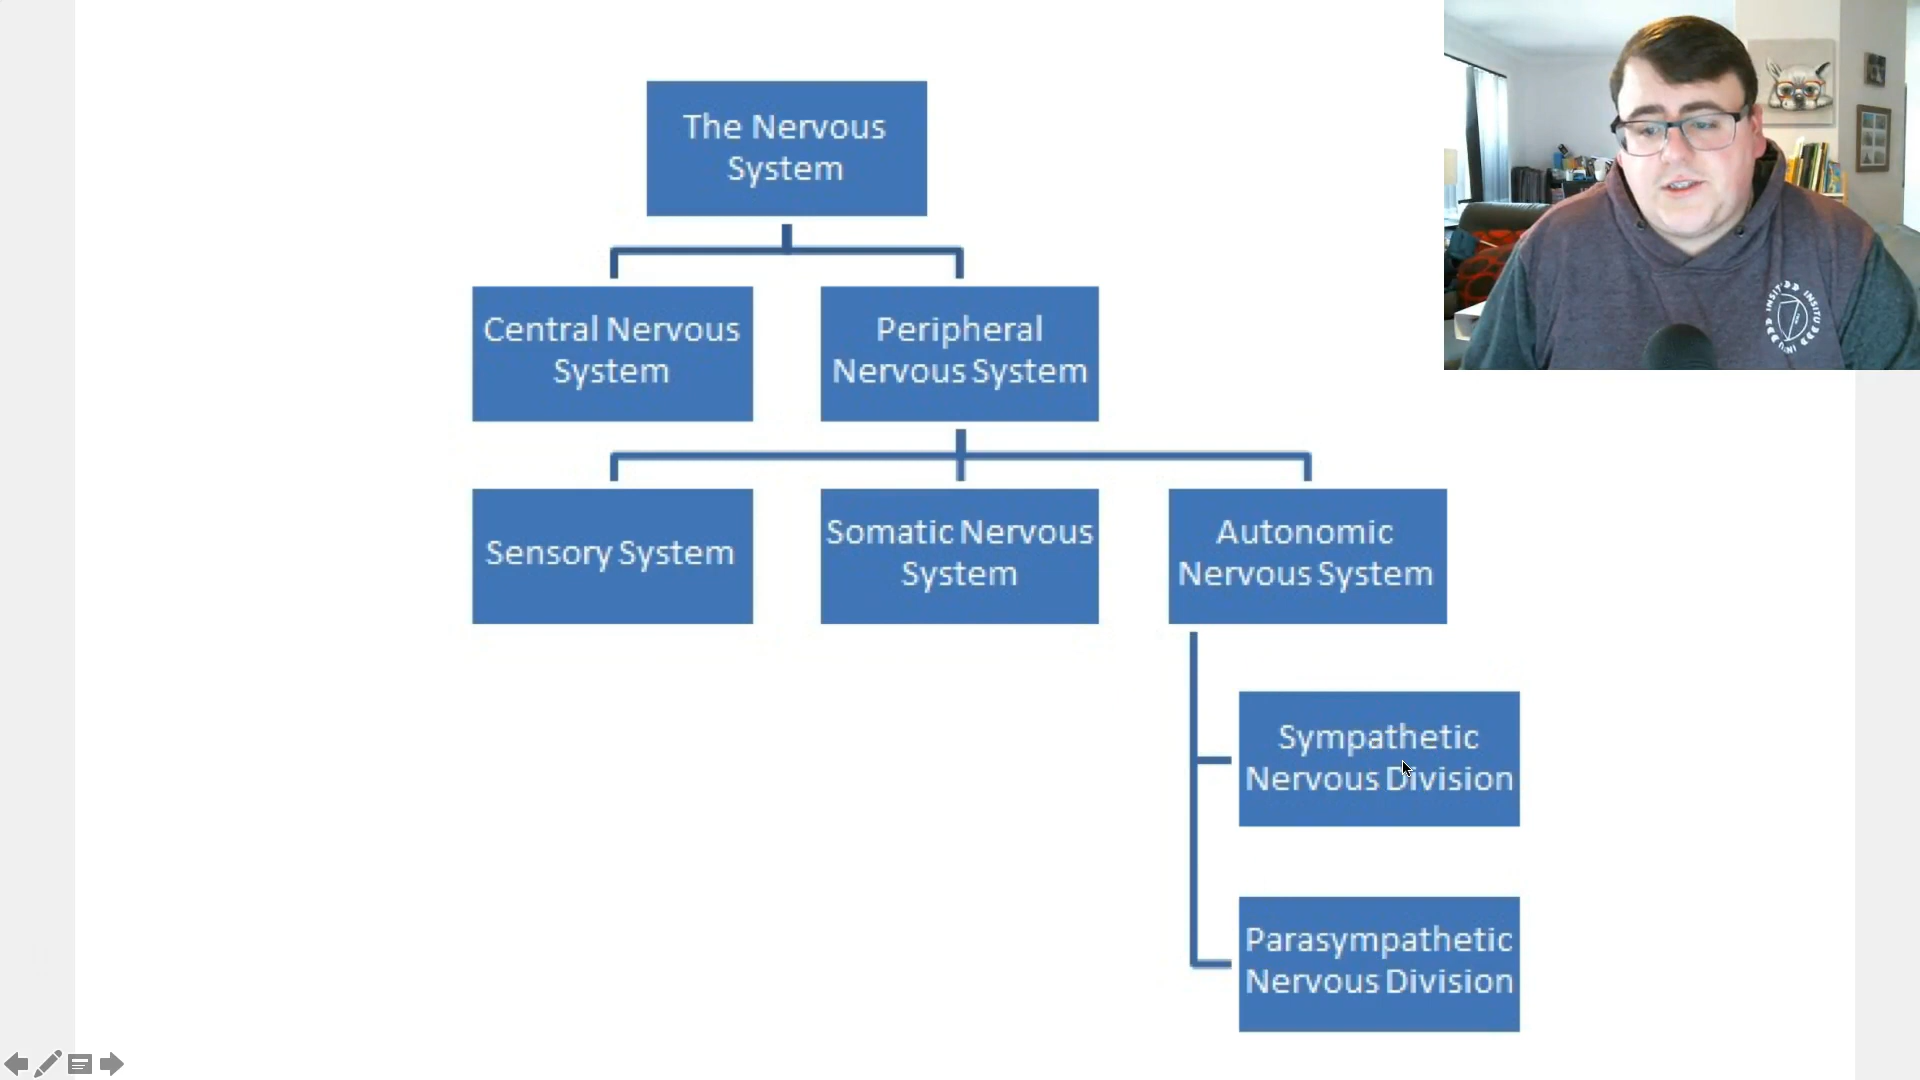 The Nervous
System
Central Nervous
System
Peripheral
Nervous System
Sensory System
Somatic Nervous
System
Autonomic
Nervous System
Sympathetic
Nervous Division
Parasympathetic
Nervous Division
INSITU